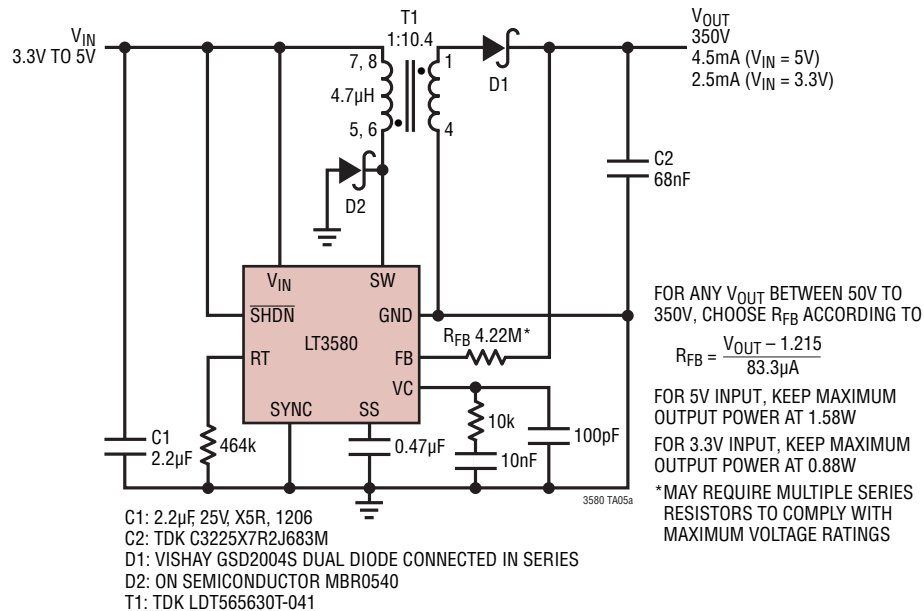 T1
1:10.4
V_IN
3.3V TO 5V
7, 8
1
4.7µH
5, 6
4
D1
V_OUT
350V
4.5mA (V_IN = 5V)
2.5mA (V_IN = 3.3V)
D2
C2
68nF
V_IN
SW
SHDN
GND
LT3580
R_FB 4.22M*
RT
FB
VC
SYNC
SS
C1
2.2µF
464k
0.47µF
10k
10nF
100pF
3580 TA05a
FOR ANY V_OUT BETWEEN 50V TO
350V, CHOOSE R_FB ACCORDING TO
R_FB = V_OUT – 1.215
83.3µA
FOR 5V INPUT, KEEP MAXIMUM
OUTPUT POWER AT 1.58W
FOR 3.3V INPUT, KEEP MAXIMUM
OUTPUT POWER AT 0.88W
*MAY REQUIRE MULTIPLE SERIES
RESISTORS TO COMPLY WITH
MAXIMUM VOLTAGE RATINGS
C1: 2.2µF, 25V, X5R, 1206
C2: TDK C3225X7R2J683M
D1: VISHAY GSD2004S DUAL DIODE CONNECTED IN SERIES
D2: ON SEMICONDUCTOR MBR0540
T1: TDK LDT565630T-041